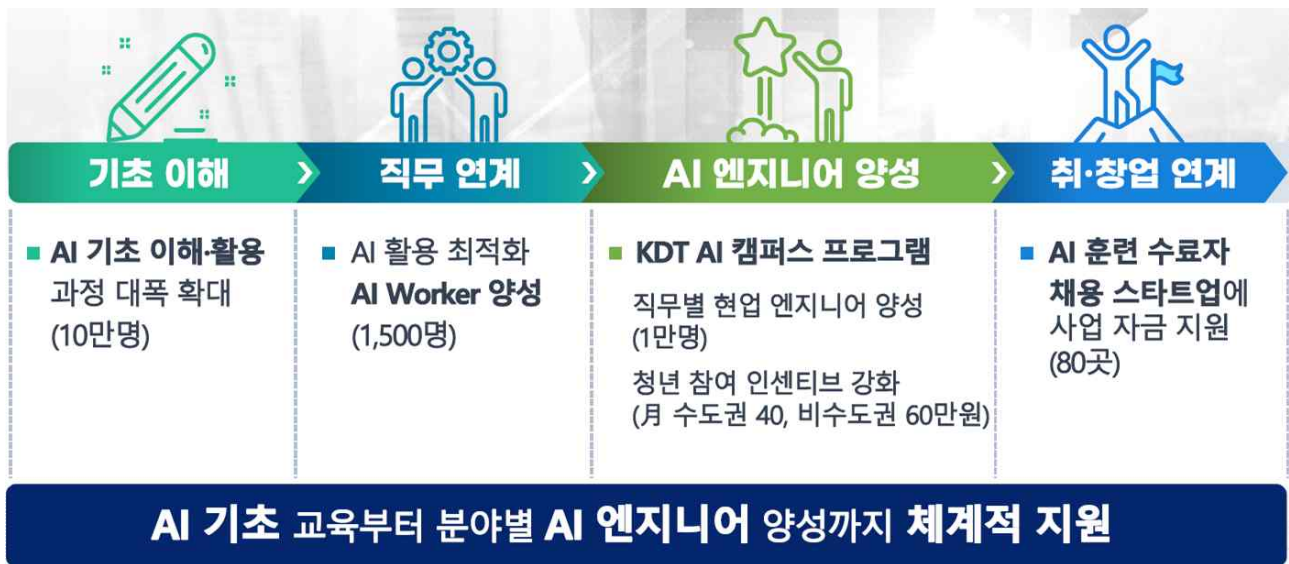 기초 이해
직무 연계
AI 엔지니어 양성
취·창업 연계
AI 기초 이해·활용
과정 대폭 확대
(10만명)
AI 활용 최적화
AI Worker 양성
(1,500명)
KDT AI 캠퍼스 프로그램
직무별 현업 엔지니어 양성
(1만명)
청년 참여 인센티브 강화
(月 수도권 40, 비수도권 60만원)
AI 훈련 수료자
채용 스타트업에
사업 자금 지원
(80곳)
AI 기초 교육부터 분야별 AI 엔지니어 양성까지 체계적 지원